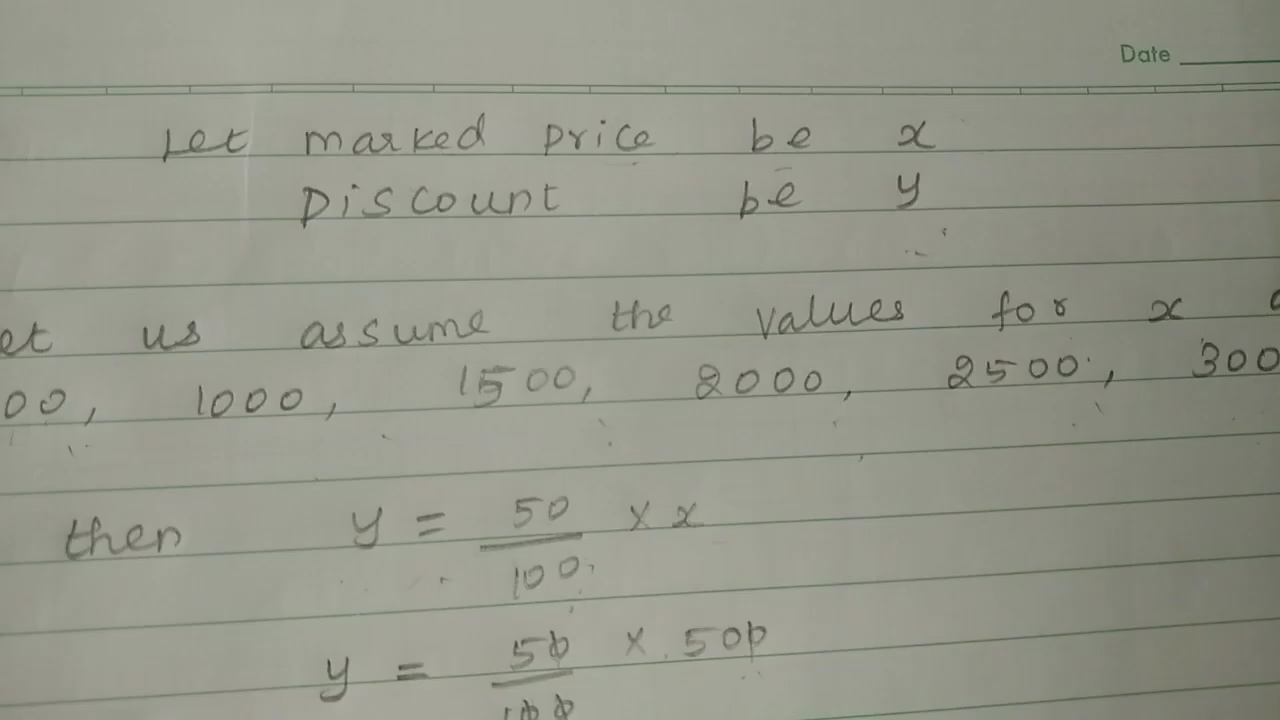 Date
Let marked price be x
Discount be y
et us assume the values for x
00, 1000, 1500, 2000, 2500, 300
then y = 50/100 × x
y = 50/100 × 500